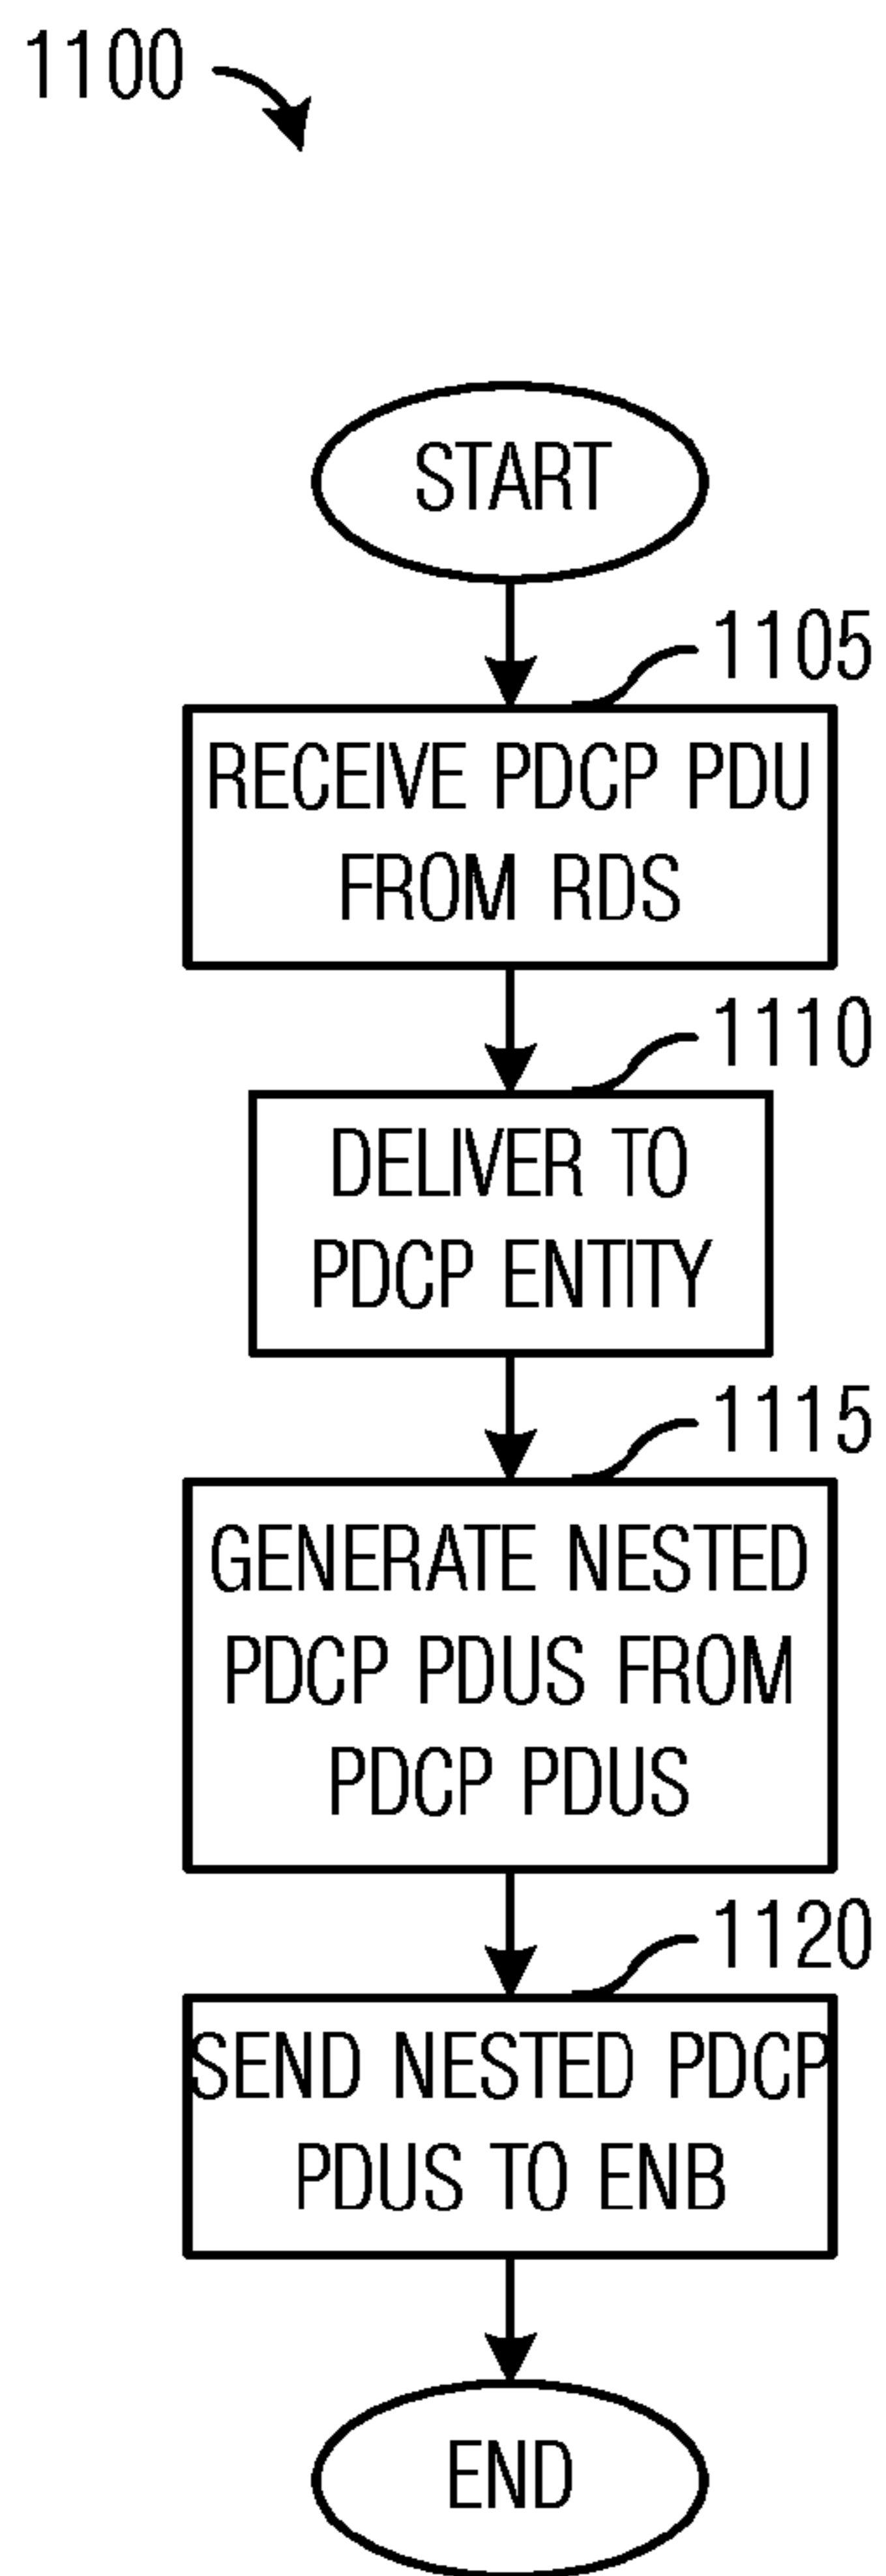 1100
START
1105
RECEIVE PDCP PDU
FROM RDS
1110
DELIVER TO
PDCP ENTITY
1115
GENERATE NESTED
PDCP PDUS FROM
PDCP PDUS
1120
SEND NESTED PDCP
PDUS TO ENB
END